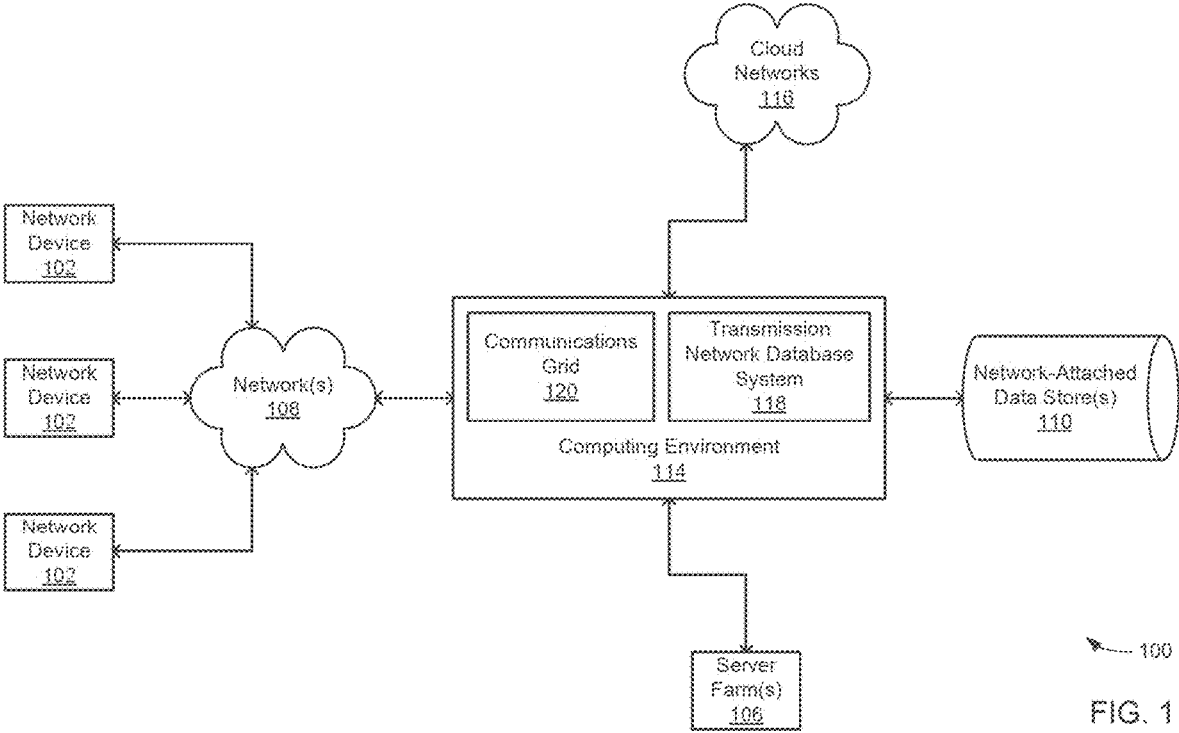 Cloud
Networks
116
Network
Device
102
Network
Device
102
Network
Device
102
Network(s)
108
Communications
Grid
120
Transmission
Network Database
System
118
Computing Environment
114
Network-Attached
Data Store(s)
110
Server
Farm(s)
106
100
FIG. 1